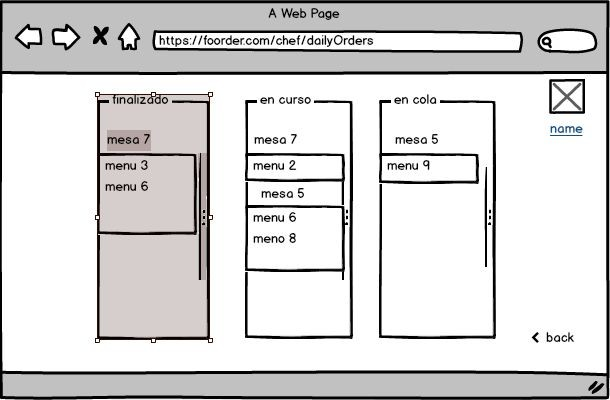 A Web Page
https://foorder.com/chef/dailyOrders
finalizado
mesa 7
menu 3
menu 6
en curso
mesa 7
menu 2
mesa 5
menu 6
meno 8
en cola
mesa 5
menu 9
name
back